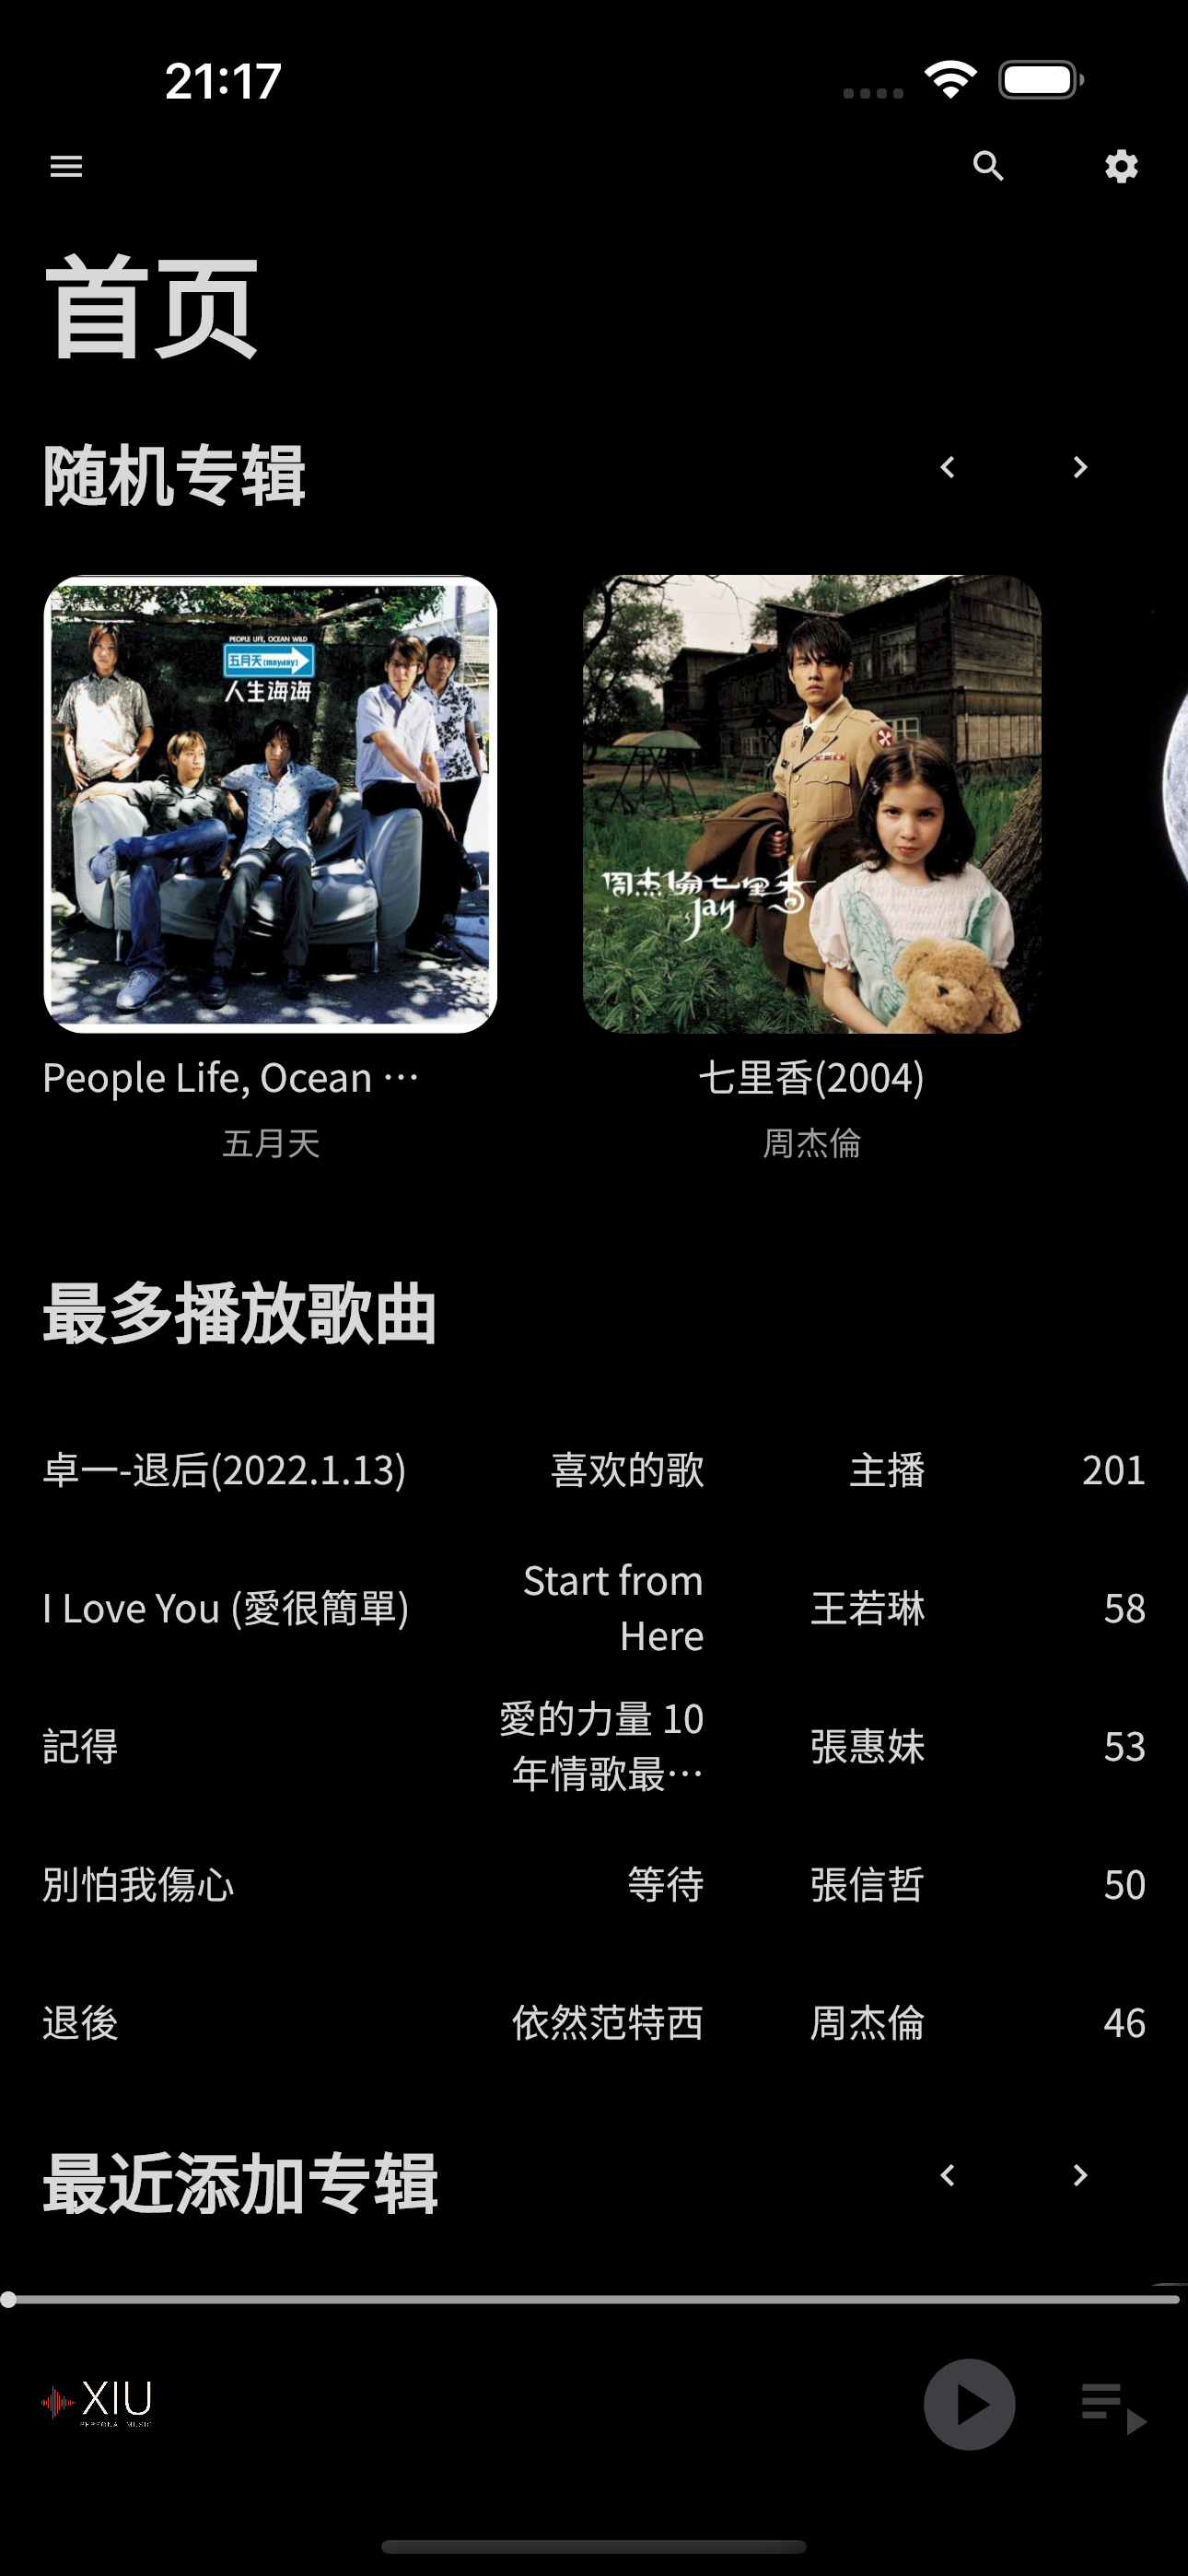 21:17
首页
随机专辑
PEOPLE LIFE, OCEAN WILD
五月天(mayday)
人生海海
周杰倫七里香
Jay
People Life, Ocean ···
七里香(2004)
五月天
周杰倫
最多播放歌曲
卓一-退后(2022.1.13)
喜欢的歌
主播
201
I Love You (愛很簡單)
Start from
Here
王若琳
58
記得
愛的力量 10
年情歌最···
張惠妹
53
別怕我傷心
等待
張信哲
50
退後
依然范特西
周杰倫
46
最近添加专辑
XIU
PERFONAL MUSIC